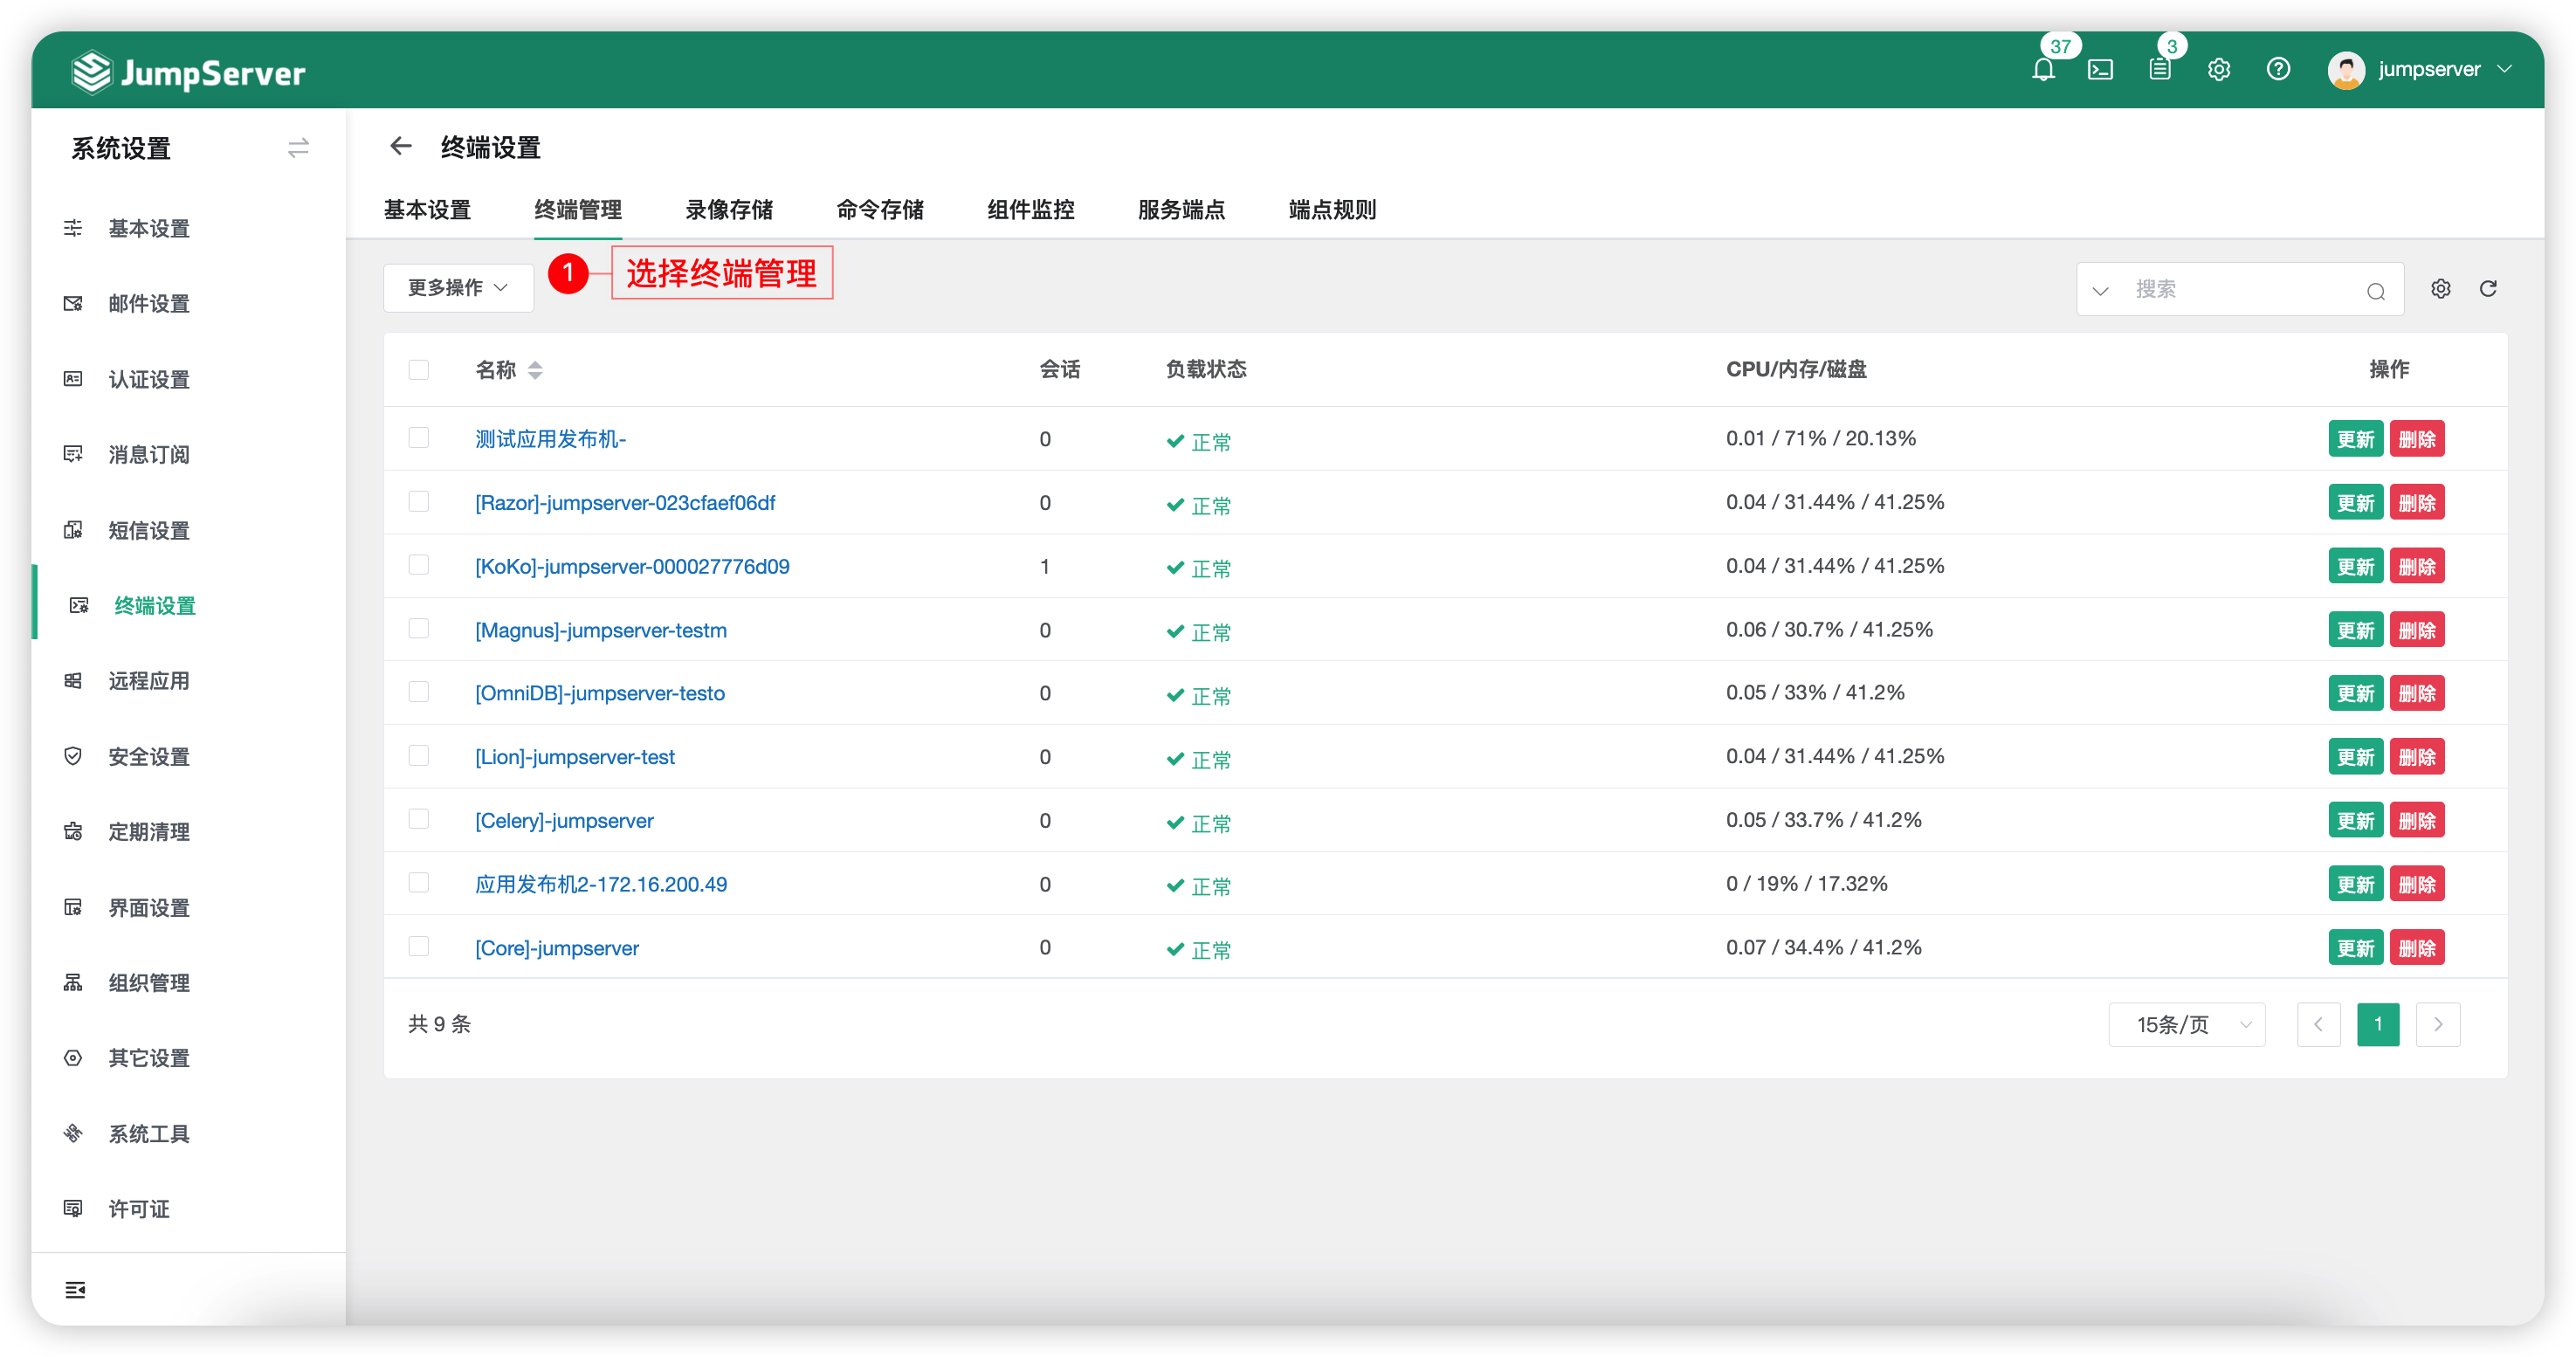 JumpServer
37
3
jumpserver
系统设置
基本设置
邮件设置
认证设置
消息订阅
短信设置
终端设置
远程应用
安全设置
定期清理
界面设置
组织管理
其它设置
系统工具
许可证
终端设置
基本设置 终端管理 录像存储 命令存储 组件监控 服务端点 端点规则
更多操作 1 选择终端管理 搜索
名称 会话 负载状态 CPU/内存/磁盘 操作
测试应用发布机- 0 正常 0.01 / 71% / 20.13% 更新 删除
[Razor]-jumpserver-023cfaef06df 0 正常 0.04 / 31.44% / 41.25% 更新 删除
[KoKo]-jumpserver-000027776d09 1 正常 0.04 / 31.44% / 41.25% 更新 删除
[Magnus]-jumpserver-testm 0 正常 0.06 / 30.7% / 41.25% 更新 删除
[OmniDB]-jumpserver-testo 0 正常 0.05 / 33% / 41.2% 更新 删除
[Lion]-jumpserver-test 0 正常 0.04 / 31.44% / 41.25% 更新 删除
[Celery]-jumpserver 0 正常 0.05 / 33.7% / 41.2% 更新 删除
应用发布机2-172.16.200.49 0 正常 0 / 19% / 17.32% 更新 删除
[Core]-jumpserver 0 正常 0.07 / 34.4% / 41.2% 更新 删除
共 9 条 15条/页 1